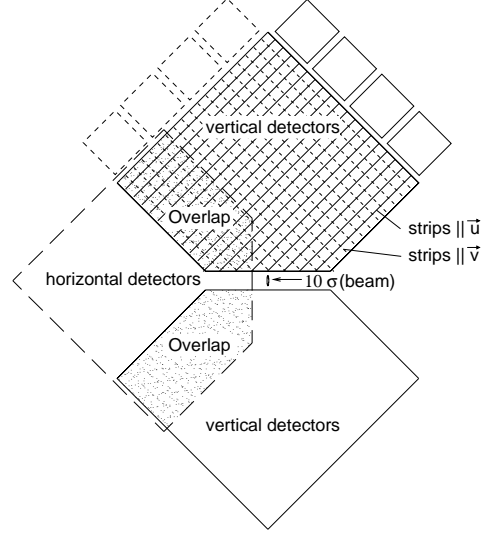 vertical detectors
Overlap
strips || u⃗
strips || v⃗
horizontal detectors
10 σ(beam)
Overlap
vertical detectors